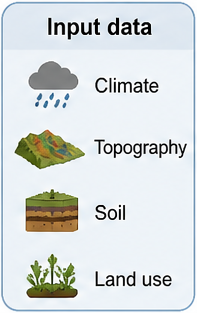 Input data
Climate
Topography
Soil
Land use